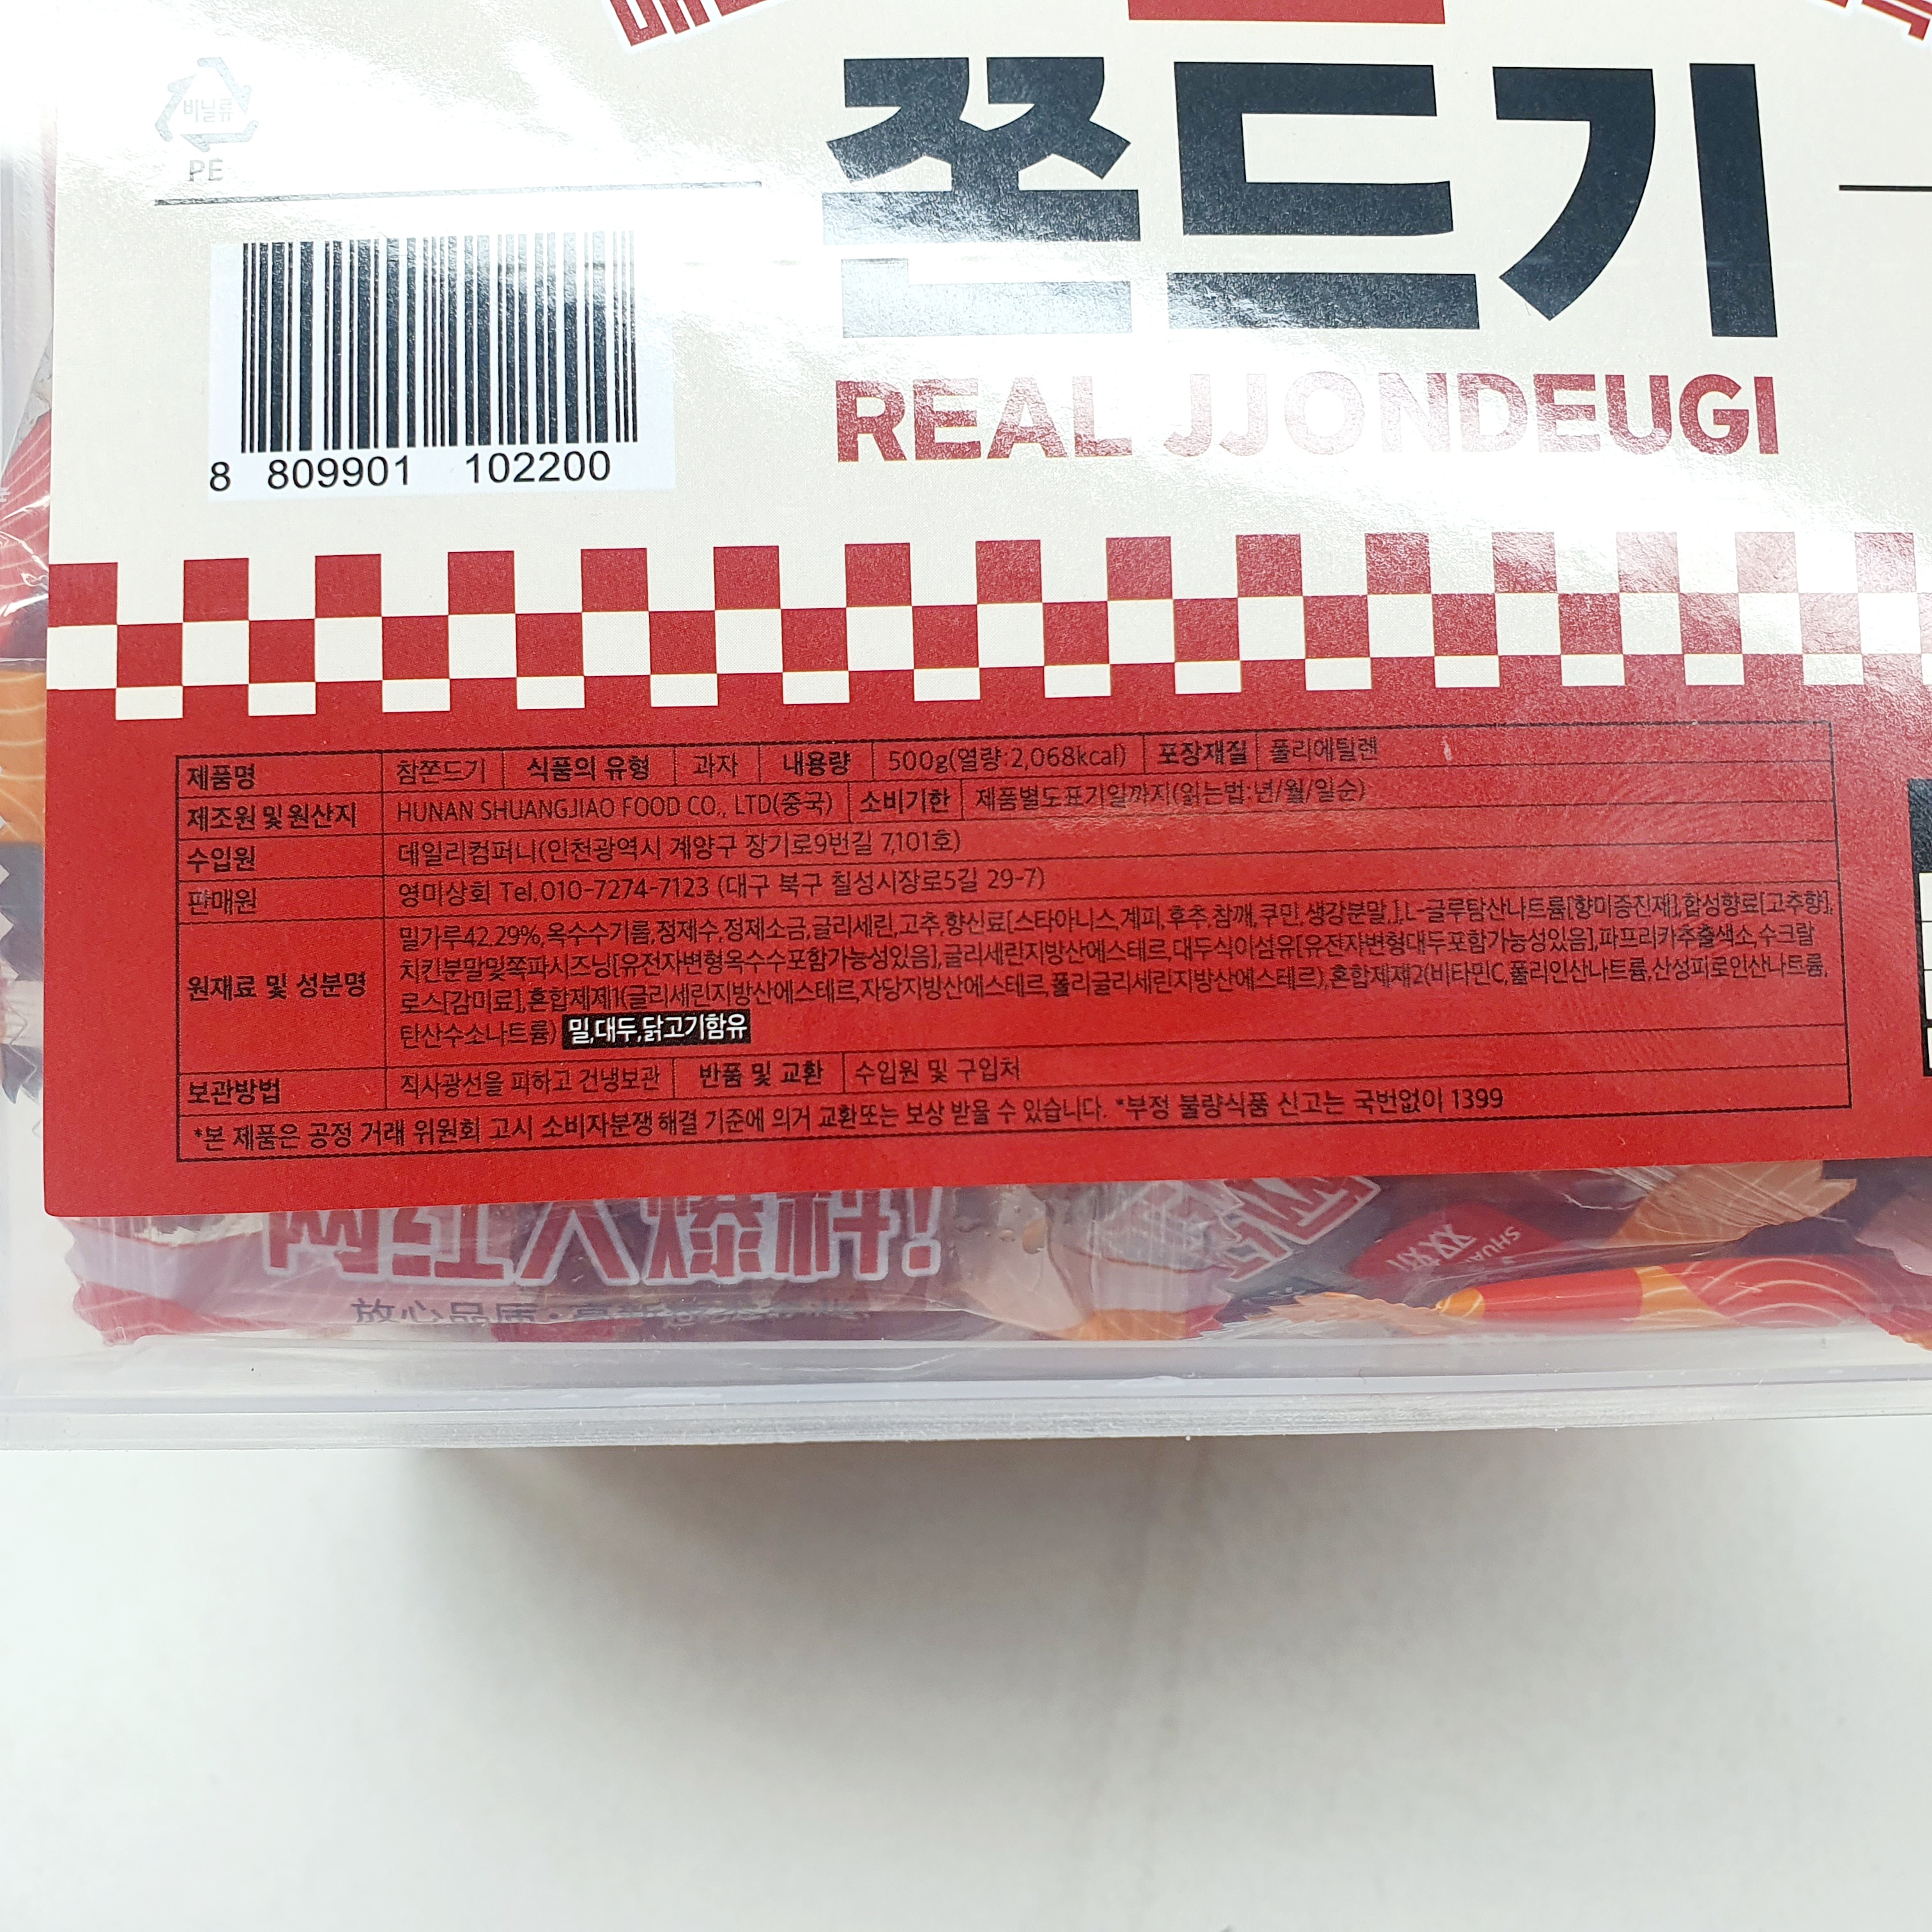 비닐류
PE
쫀드기
REAL JJONDEUGI
8 809901 102200
제품명 참쫀드기 식품의 유형 과자 내용량 500g(열량:2,068kcal) 포장재질 폴리에틸렌
제조원 및 원산지 HUNAN SHUANGJIAO FOOD CO., LTD(중국) 소비기한 제품별도표기일까지(읽는법:년/월/일순)
수입원 데일리컴퍼니(인천광역시 계양구 장기로9번길 7,101호)
판매원 영미상회 Tel.010-7274-7123 (대구 북구 칠성시장로5길 29-7)
원재료 및 성분명
밀가루42.29%,옥수수기름,정제수,정제소금,글리세린,고추,향신료[스타아니스,계피,후추,참깨,쿠민,생강분말,],L-글루탐산나트륨[향미증진제],합성향료[고추향],
치킨분말및쪽파시즈닝[유전자변형옥수수포함가능성있음],글리세린지방산에스테르,대두식이섬유[유전자변형대두포함가능성있음],파프리카추출색소,수크랄
로스[감미료],혼합제제1(글리세린지방산에스테르,자당지방산에스테르,폴리글리세린지방산에스테르),혼합제제2(비타민C,폴리인산나트륨,산성피로인산나트륨,
탄산수소나트륨) 밀,대두,닭고기함유
보관방법 직사광선을 피하고 건냉보관 반품 및 교환 수입원 및 구입처
*본 제품은 공정 거래 위원회 고시 소비자분쟁 해결 기준에 의거 교환또는 보상 받을 수 있습니다. *부정 불량식품 신고는 국번없이 1399
放心品质